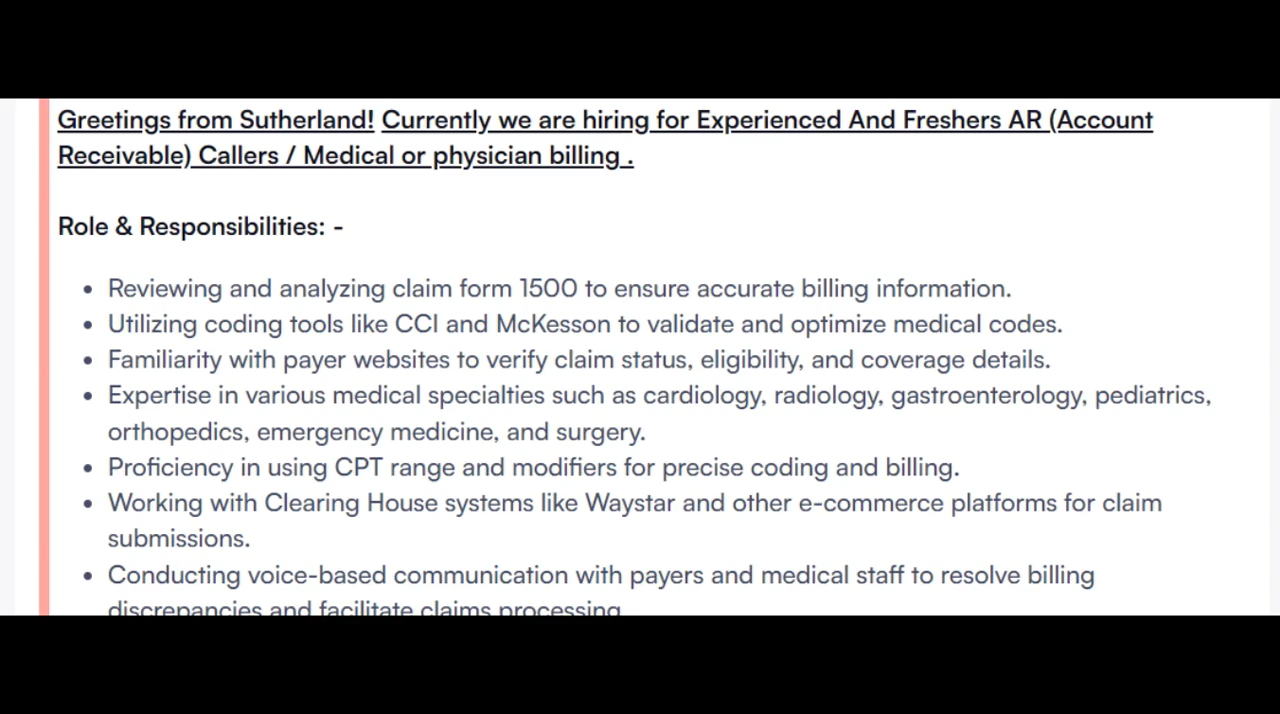 Greetings from Sutherland! Currently we are hiring for Experienced And Freshers AR (Account
Receivable) Callers / Medical or physician billing .
Role & Responsibilities: -
• Reviewing and analyzing claim form 1500 to ensure accurate billing information.
• Utilizing coding tools like CCI and McKesson to validate and optimize medical codes.
• Familiarity with payer websites to verify claim status, eligibility, and coverage details.
• Expertise in various medical specialties such as cardiology, radiology, gastroenterology, pediatrics,
orthopedics, emergency medicine, and surgery.
• Proficiency in using CPT range and modifiers for precise coding and billing.
• Working with Clearing House systems like Waystar and other e-commerce platforms for claim
submissions.
• Conducting voice-based communication with payers and medical staff to resolve billing
discrepancies and facilitate claims processing